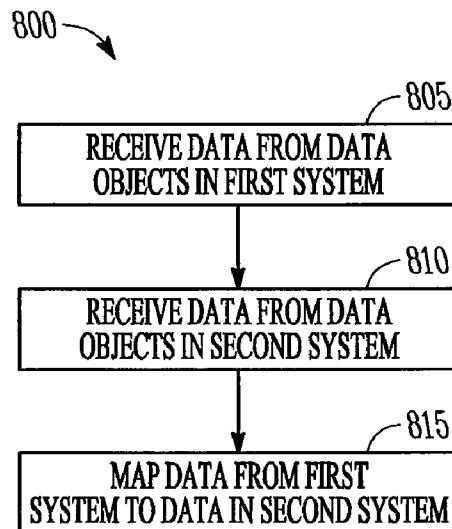 800
805
RECEIVE DATA FROM DATA
OBJECTS IN FIRST SYSTEM
810
RECEIVE DATA FROM DATA
OBJECTS IN SECOND SYSTEM
815
MAP DATA FROM FIRST
SYSTEM TO DATA IN SECOND SYSTEM